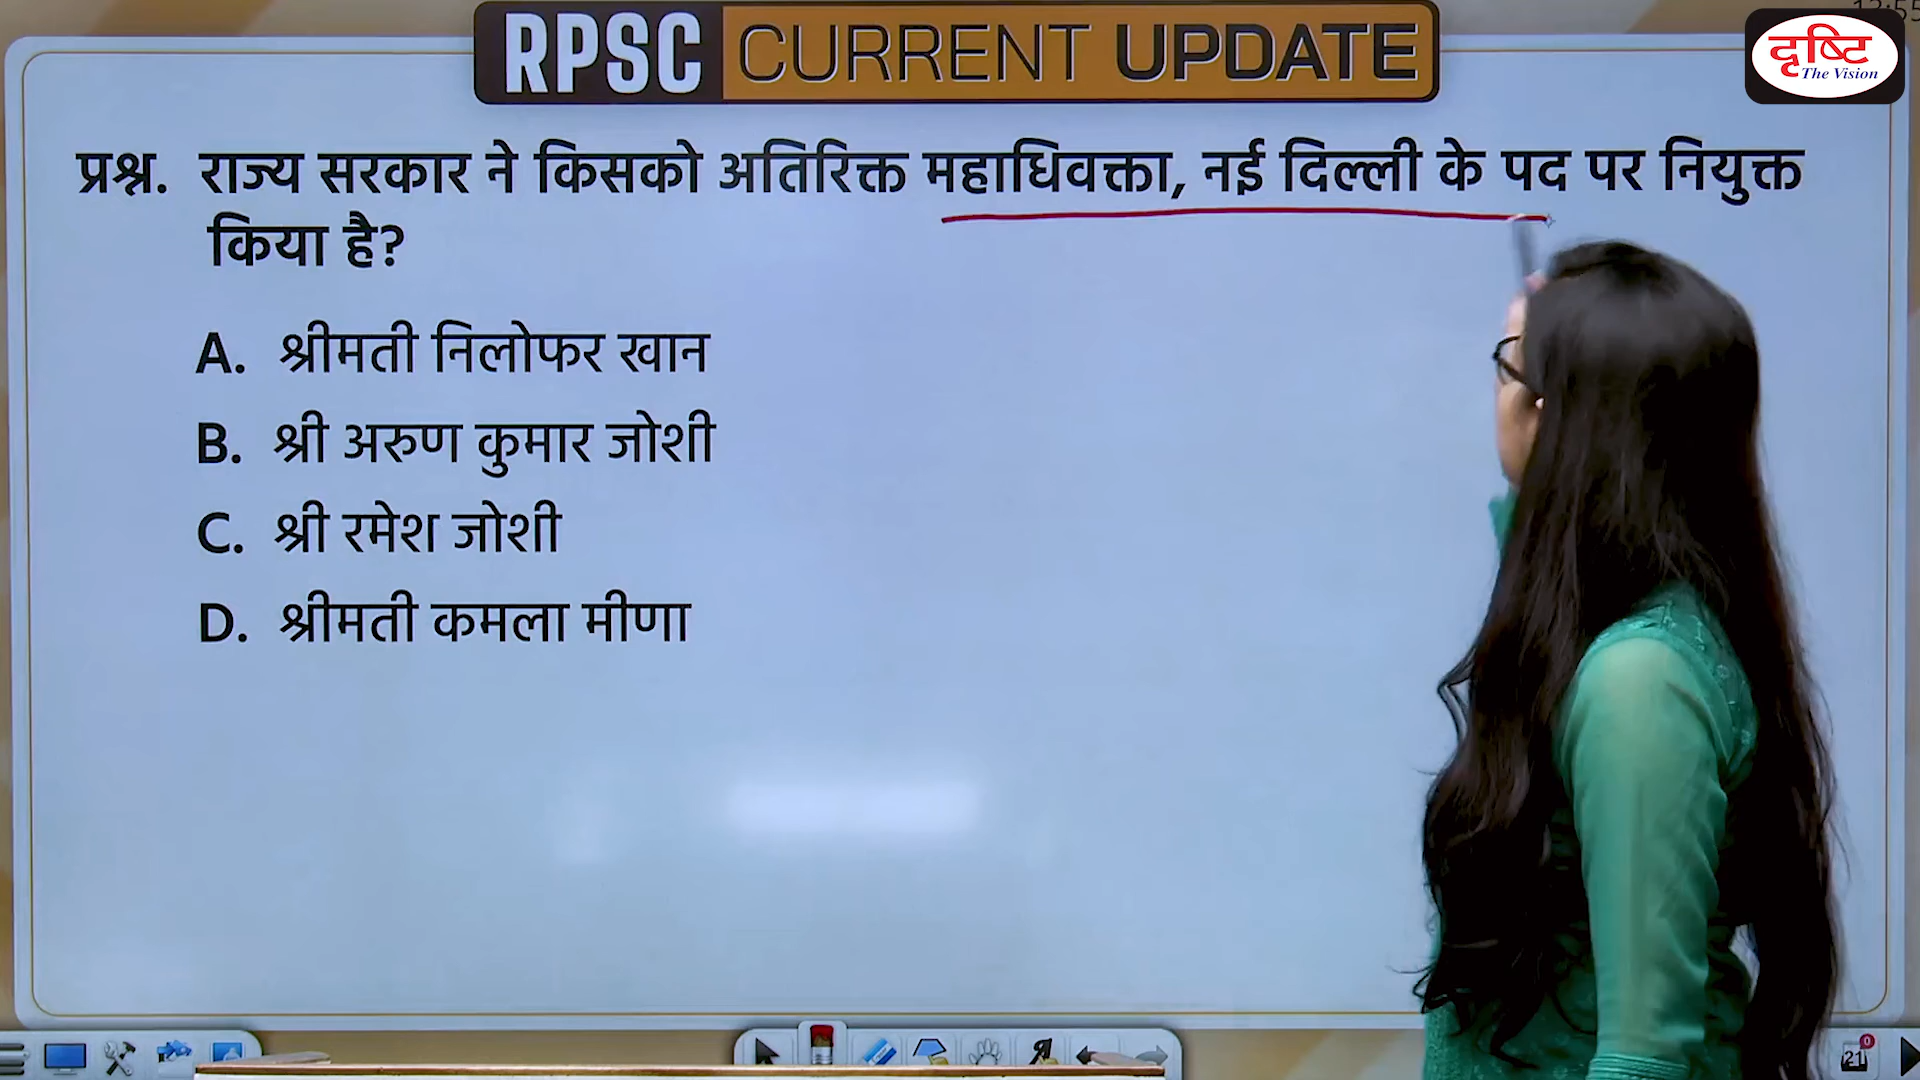 RPSC CURRENT UPDATE
दृष्टि
The Vision
प्रश्न. राज्य सरकार ने किसको अतिरिक्त महाधिवक्ता, नई दिल्ली के पद पर नियुक्त
किया है?
A. श्रीमती निलोफर खान
B. श्री अरुण कुमार जोशी
C. श्री रमेश जोशी
D. श्रीमती कमला मीणा
21